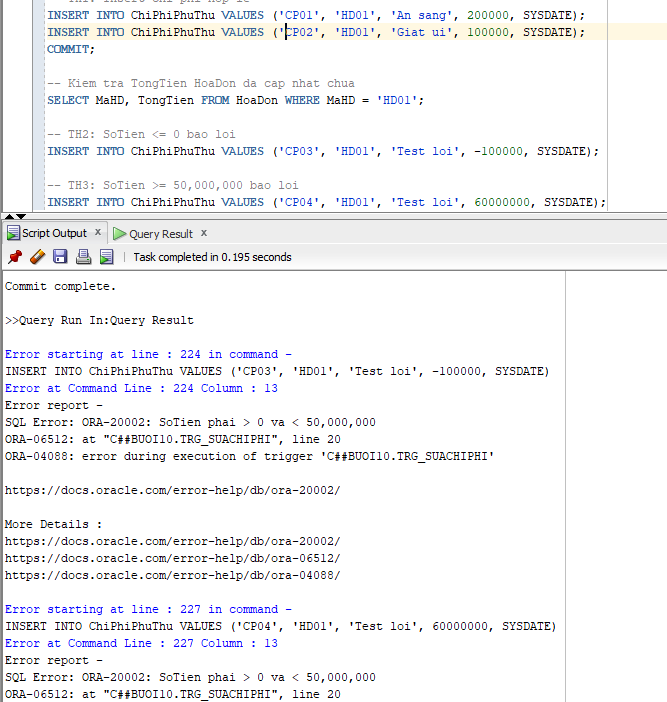 -- TH1: Insert chi phi hop le
INSERT INTO ChiPhiPhuThu VALUES ('CP01', 'HD01', 'An sang', 200000, SYSDATE);
INSERT INTO ChiPhiPhuThu VALUES ('CP02', 'HD01', 'Giat ui', 100000, SYSDATE);
COMMIT;
-- Kiem tra TongTien HoaDon da cap nhat chua
SELECT MaHD, TongTien FROM HoaDon WHERE MaHD = 'HD01';
-- TH2: SoTien <= 0 bao loi
INSERT INTO ChiPhiPhuThu VALUES ('CP03', 'HD01', 'Test loi', -100000, SYSDATE);
-- TH3: SoTien >= 50,000,000 bao loi
INSERT INTO ChiPhiPhuThu VALUES ('CP04', 'HD01', 'Test loi', 60000000, SYSDATE);
Script Output x Query Result x
Task completed in 0.195 seconds
Commit complete.
>>Query Run In:Query Result
Error starting at line : 224 in command -
INSERT INTO ChiPhiPhuThu VALUES ('CP03', 'HD01', 'Test loi', -100000, SYSDATE)
Error at Command Line : 224 Column : 13
Error report -
SQL Error: ORA-20002: SoTien phai > 0 va < 50,000,000
ORA-06512: at "C##BUOI10.TRG_SUACHIPHI", line 20
ORA-04088: error during execution of trigger 'C##BUOI10.TRG_SUACHIPHI'
https://docs.oracle.com/error-help/db/ora-20002/
More Details :
https://docs.oracle.com/error-help/db/ora-20002/
https://docs.oracle.com/error-help/db/ora-06512/
https://docs.oracle.com/error-help/db/ora-04088/
Error starting at line : 227 in command -
INSERT INTO ChiPhiPhuThu VALUES ('CP04', 'HD01', 'Test loi', 60000000, SYSDATE)
Error at Command Line : 227 Column : 13
Error report -
SQL Error: ORA-20002: SoTien phai > 0 va < 50,000,000
ORA-06512: at "C##BUOI10.TRG_SUACHIPHI", line 20